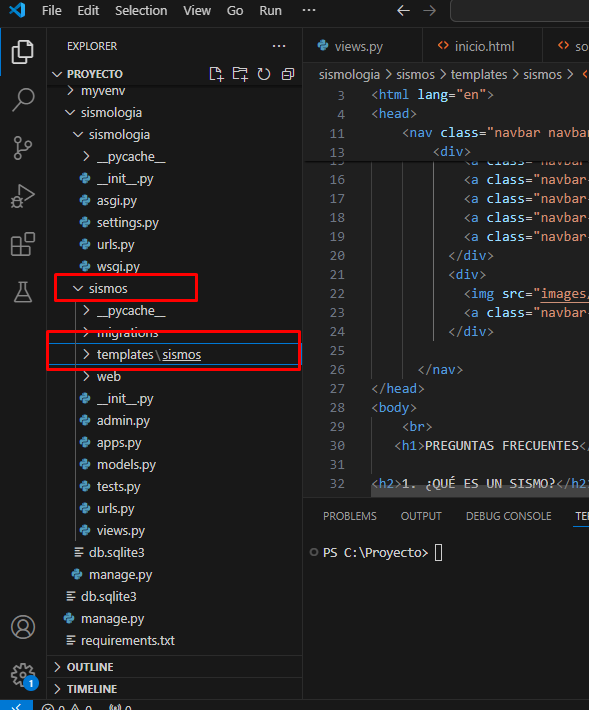 File Edit Selection View Go Run ···
EXPLORER ···
PROYECTO
myvenv
sismologia
sismologia
__pycache__
__init__.py
asgi.py
settings.py
urls.py
wsgi.py
sismos
__pycache__
migrations
templates\sismos
web
__init__.py
admin.py
apps.py
models.py
tests.py
urls.py
views.py
db.sqlite3
manage.py
db.sqlite3
manage.py
requirements.txt
OUTLINE
TIMELINE
1
0 0 0
views.py inicio.html so
sismologia > sismos > templates > sismos >
3 <html lang="en">
4 <head>
11 <nav class="navbar navba
13 <div>
15 <a class="navbar
16 <a class="navbar-
17 <a class="navbar-
18 <a class="navbar-
19 <a class="navbar-
20 </div>
21 <div>
22 <img src="images/
23 <a class="navbar-
24 </div>
25
26 </nav>
27 </head>
28 <body>
29 <br>
30 <h1>PREGUNTAS FRECUENTES<
31
32 <h2>1. ¿QUÉ ES UN SISMO?</h2
PROBLEMS OUTPUT DEBUG CONSOLE TE
PS C:\Proyecto>